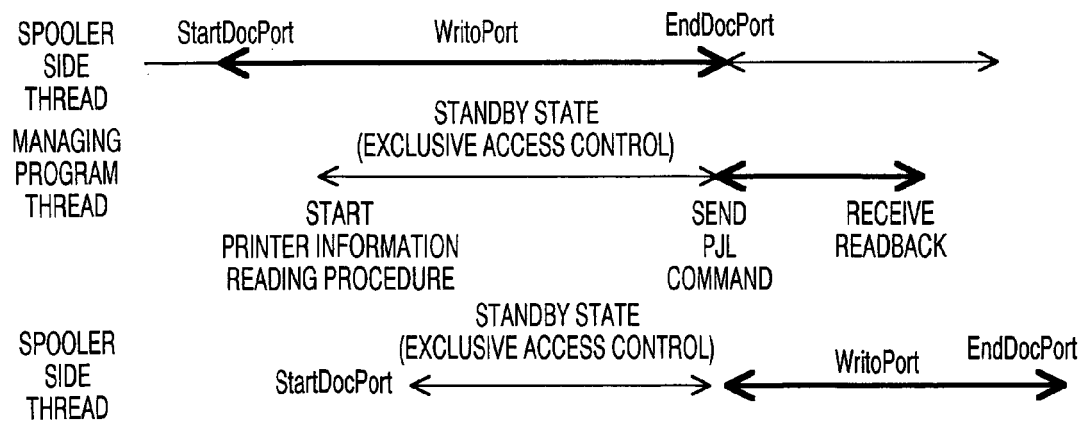 SPOOLER
SIDE
THREAD
StartDocPort
WritoPort
EndDocPort
MANAGING
PROGRAM
THREAD
STANDBY STATE
(EXCLUSIVE ACCESS CONTROL)
START
PRINTER INFORMATION
READING PROCEDURE
SEND
PJL
COMMAND
RECEIVE
READBACK
SPOOLER
SIDE
THREAD
StartDocPort
STANDBY STATE
(EXCLUSIVE ACCESS CONTROL)
WritoPort
EndDocPort